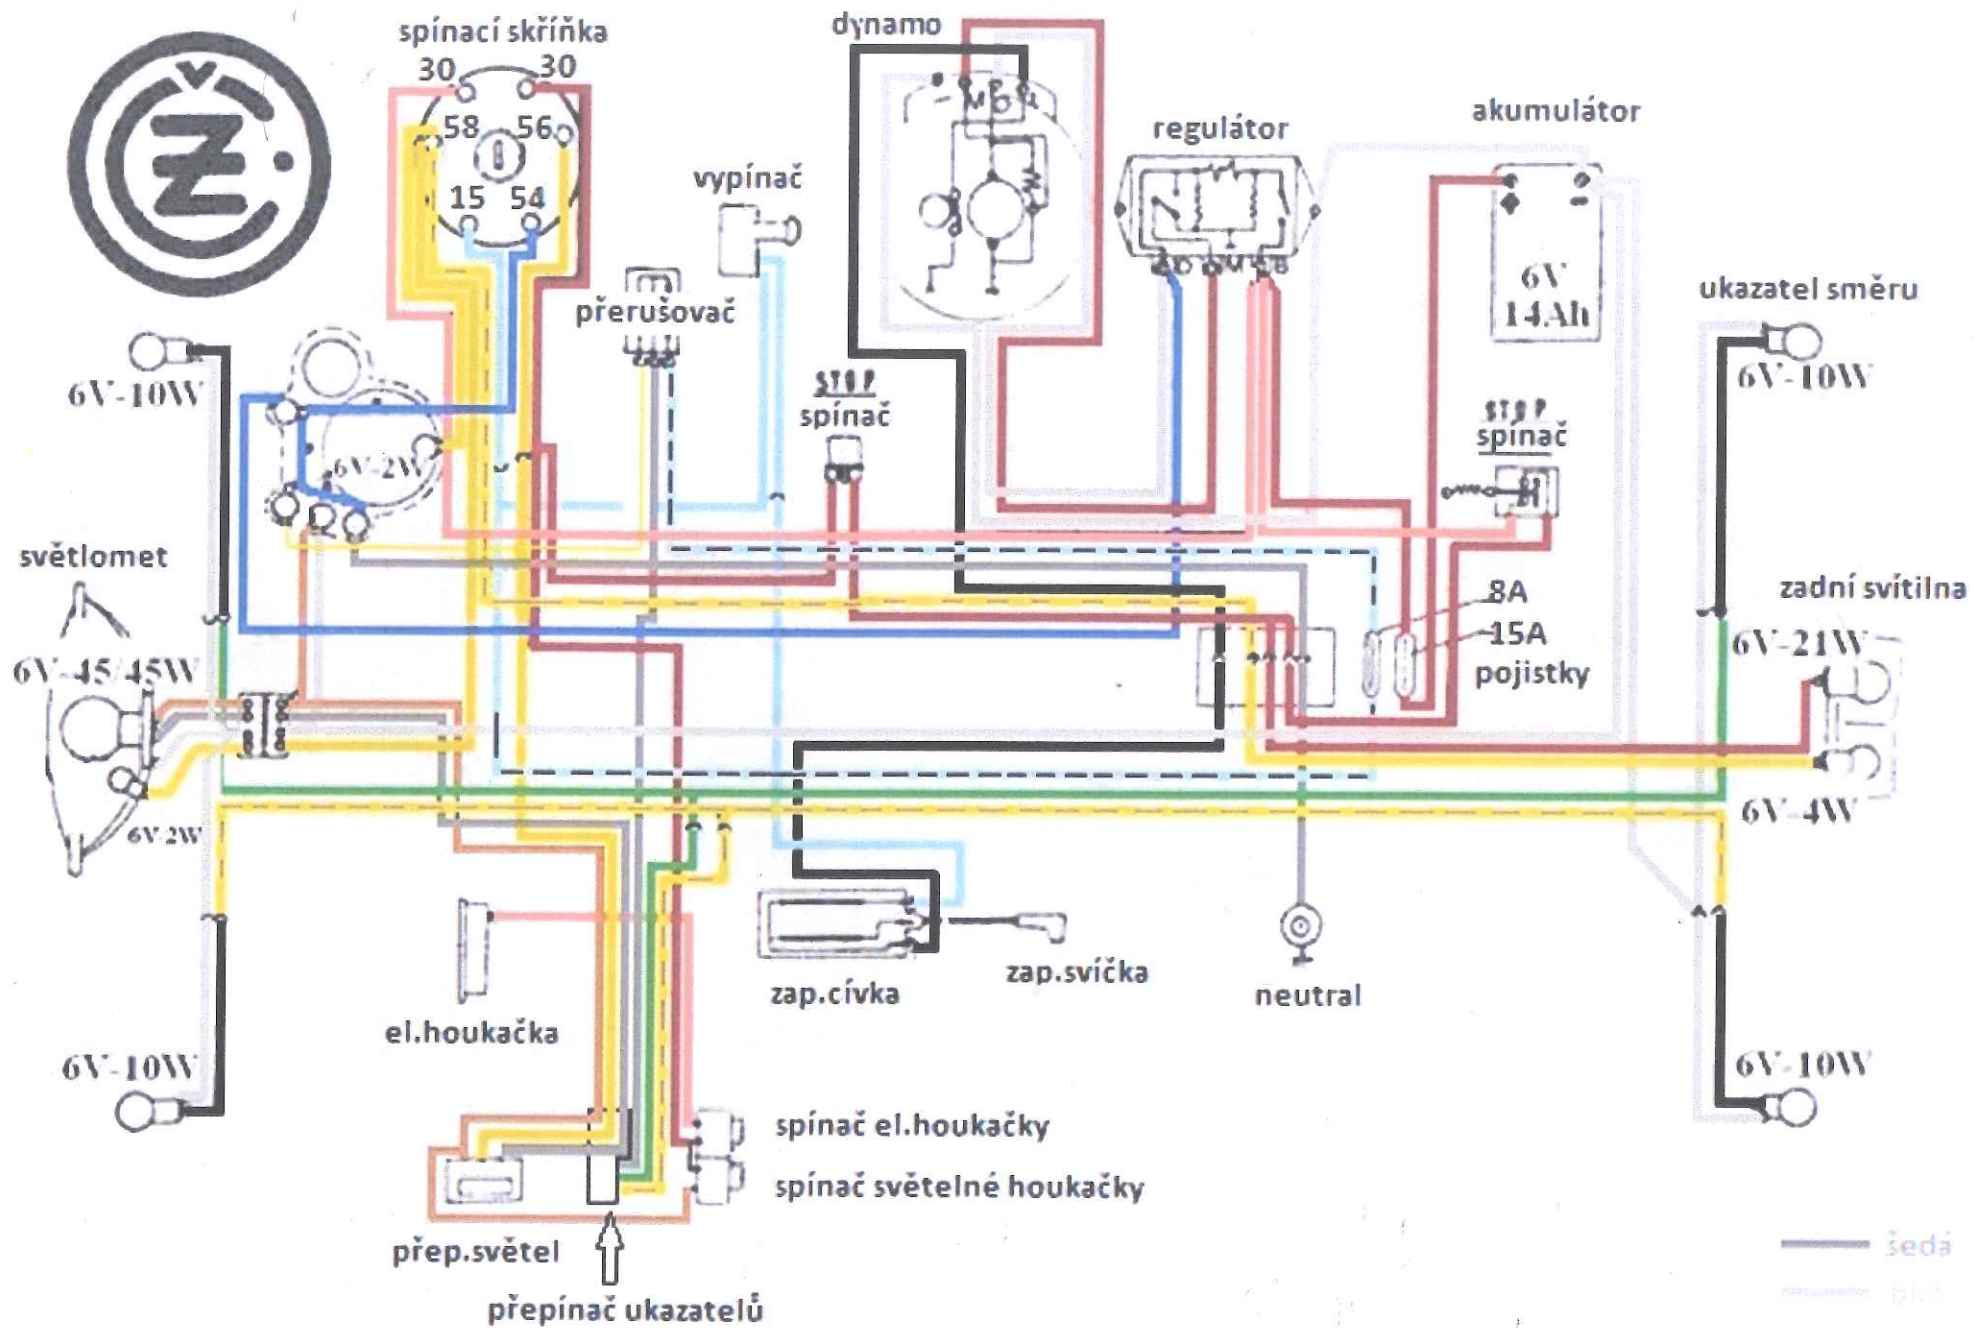 ČZ
spínací skříňka
30
30
58
56
15
54
vypínač
přerušovač
dynamo
regulátor
akumulátor
6V
14Ah
ukazatel směru
6V-10W
6V-10W
6V-2W
STOP
spínač
STOP
spínač
světlomet
6V-45/45W
6V-2W
8A
15A
pojistky
zadní svítilna
6V-21W
6V-4W
el.houkačka
zap.cívka
zap.svíčka
neutral
6V-10W
6V-10W
spínač el.houkačky
spínač světelné houkačky
přep.světel
přepínač ukazatelů
šedá
bílá